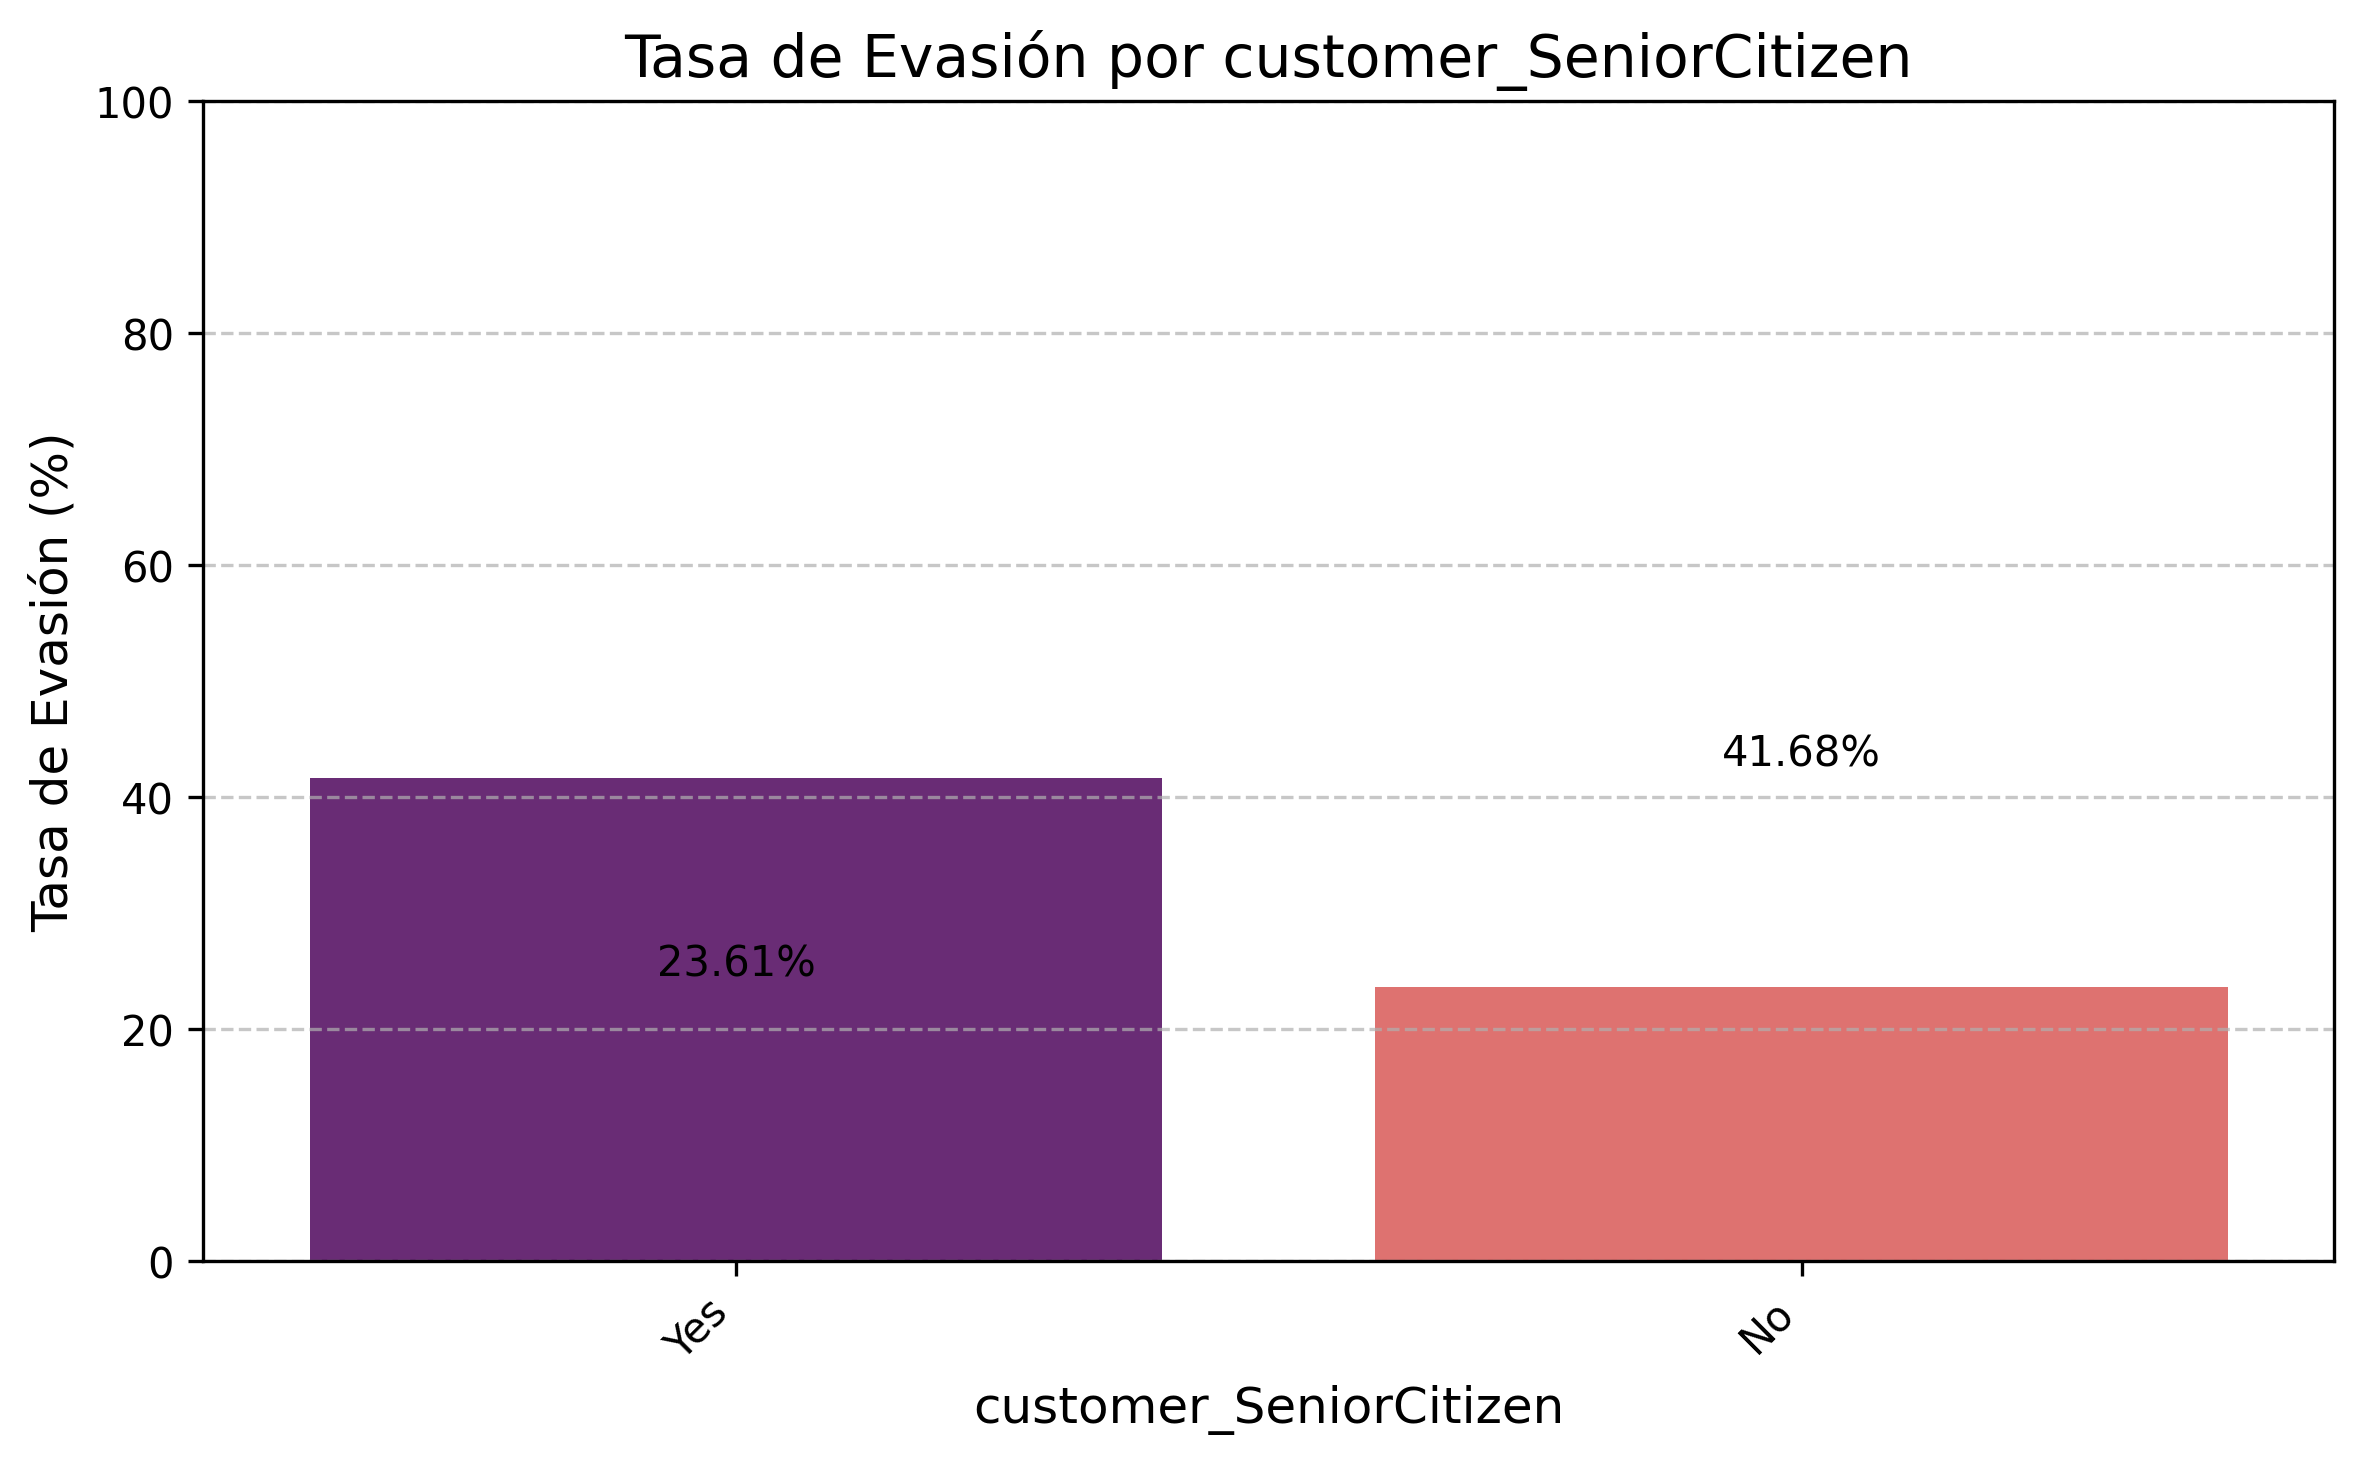 Tasa de Evasión por customer_SeniorCitizen
Tasa de Evasión (%)
100
80
60
40
20
0
41.68%
23.61%
Yes
No
customer_SeniorCitizen